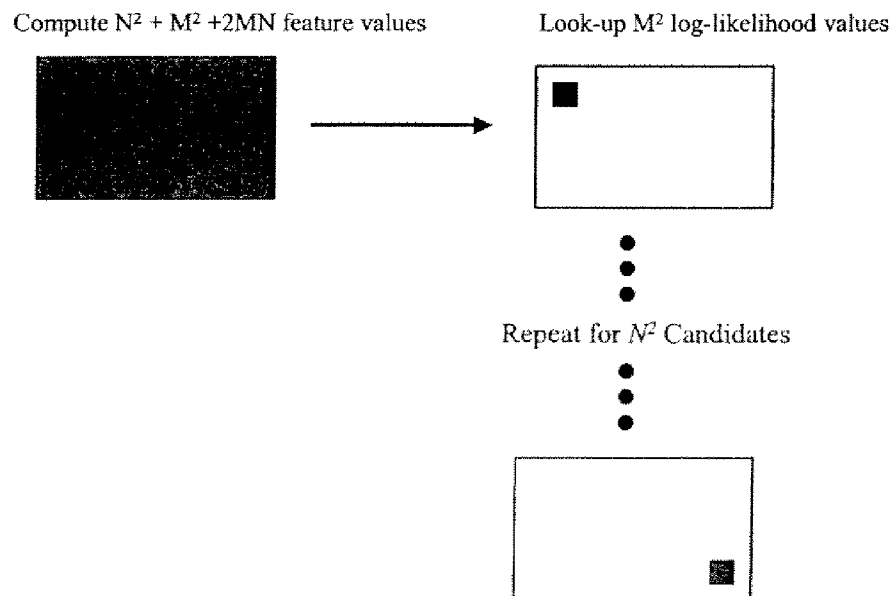 Compute N² + M² +2MN feature values
Look-up M² log-likelihood values
Repeat for N² Candidates